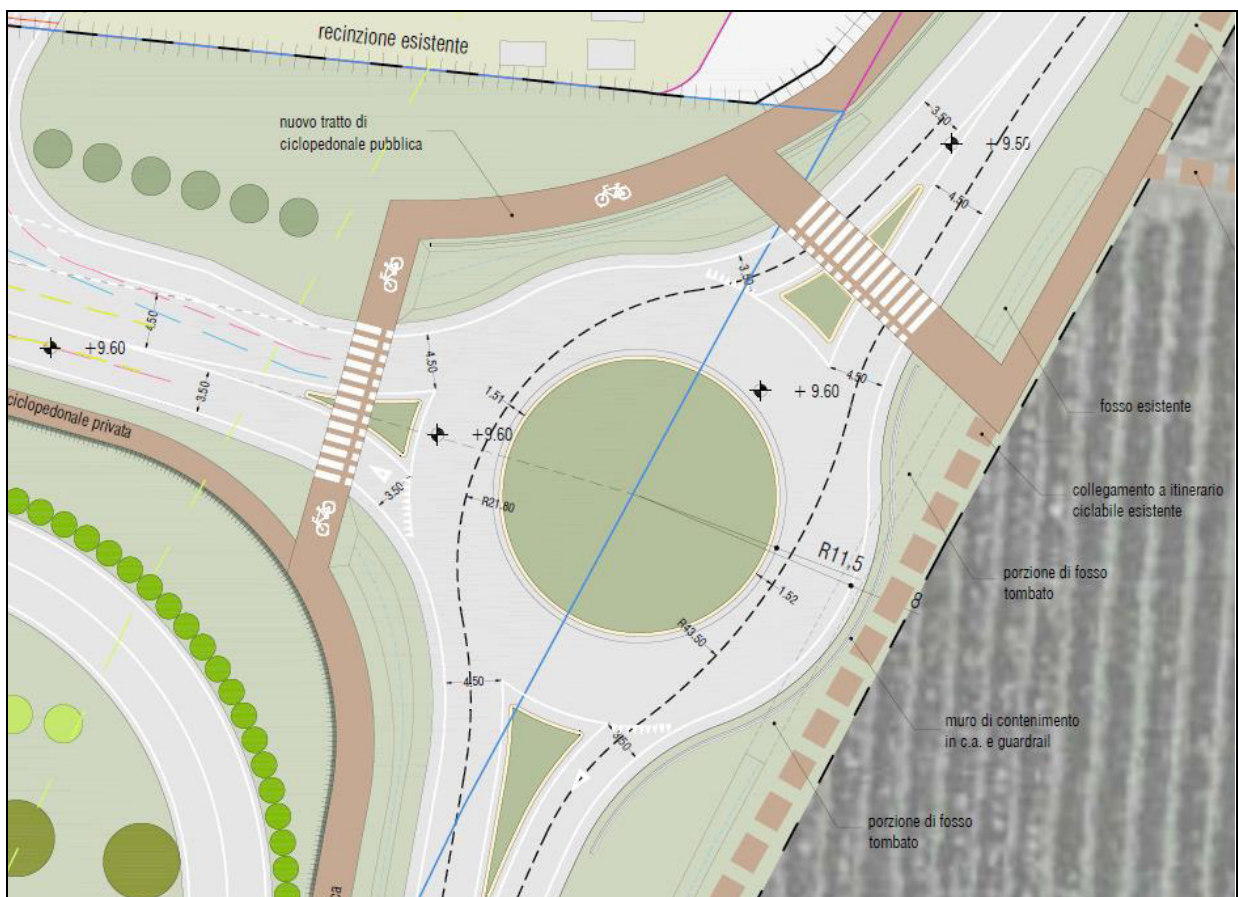 recinzione esistente
nuovo tratto di
ciclopedonale pubblica
3.50
+9.50
4.50
3.50
4.50
+9.60
4.50
3.50
4.50
1.51
+9.60
4.50
ciclopedonale privata
+9.60
fosso esistente
3.50
R21.80
collegamento a itinerario
ciclabile esistente
R11,5
porzione di fosso
tombato
1.52
8
R43.50
4.50
muro di contenimento
in c.a. e guardrail
3.50
porzione di fosso
tombato